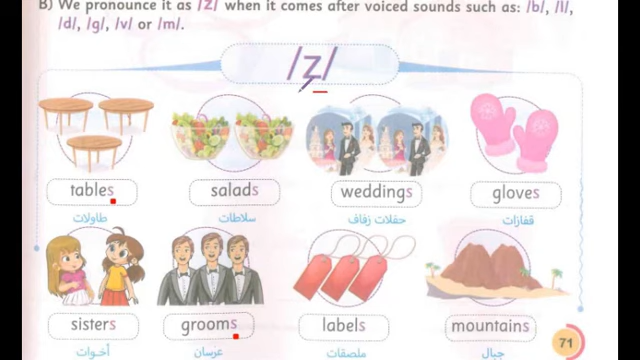 B) We pronounce it as /z/ when it comes after voiced sounds such as: /b/, /l/,
/d/, /g/, /v/ or /m/.
/z/
tables salads weddings gloves
طاولات سلاطات حفلات زفاف قفازات
sisters grooms labels mountains
أخوات عرسان ملصقات جبال
71